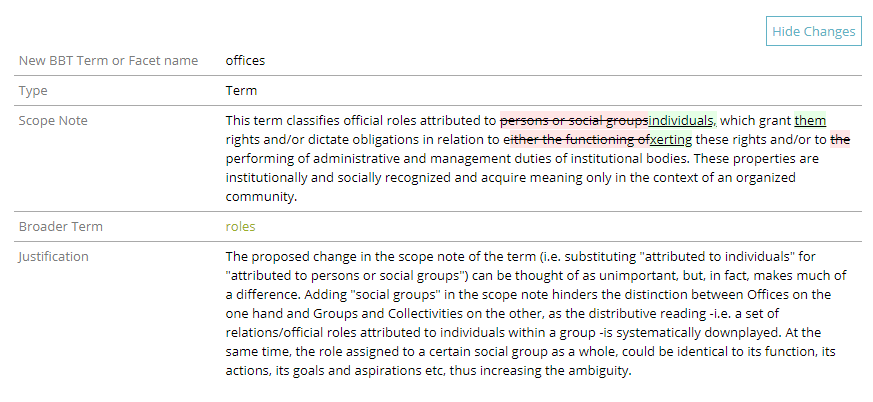 Hide Changes
New BBT Term or Facet name offices
Type Term
Scope Note This term classifies official roles attributed to persons or social groupsindividuals, which grant them
rights and/or dictate obligations in relation to either the functioning ofxerting these rights and/or to the
performing of administrative and management duties of institutional bodies. These properties are
institutionally and socially recognized and acquire meaning only in the context of an organized
community.
Broader Term roles
Justification The proposed change in the scope note of the term (i.e. substituting "attributed to individuals" for
"attributed to persons or social groups") can be thought of as unimportant, but, in fact, makes much of
a difference. Adding "social groups" in the scope note hinders the distinction between Offices on the
one hand and Groups and Collectivities on the other, as the distributive reading -i.e. a set of
relations/official roles attributed to individuals within a group -is systematically downplayed. At the
same time, the role assigned to a certain social group as a whole, could be identical to its function, its
actions, its goals and aspirations etc, thus increasing the ambiguity.